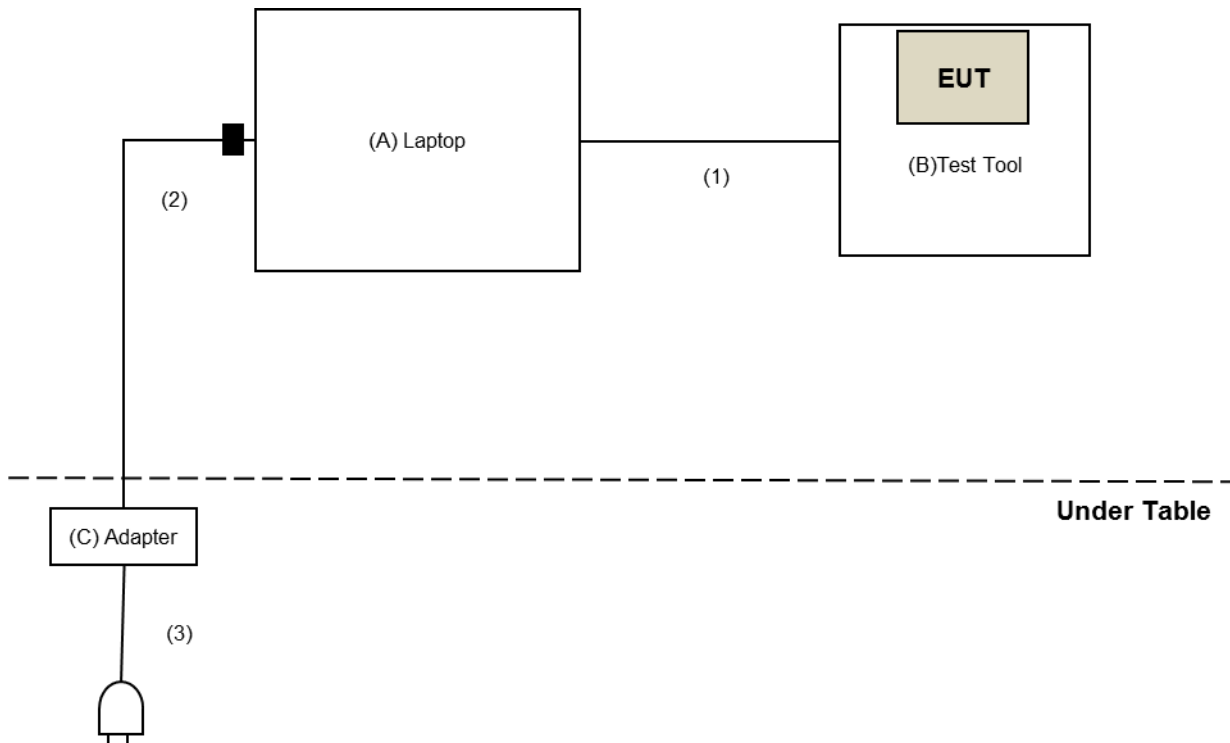 EUT
(A) Laptop
(B)Test Tool
(1)
(2)
Under Table
(C) Adapter
(3)